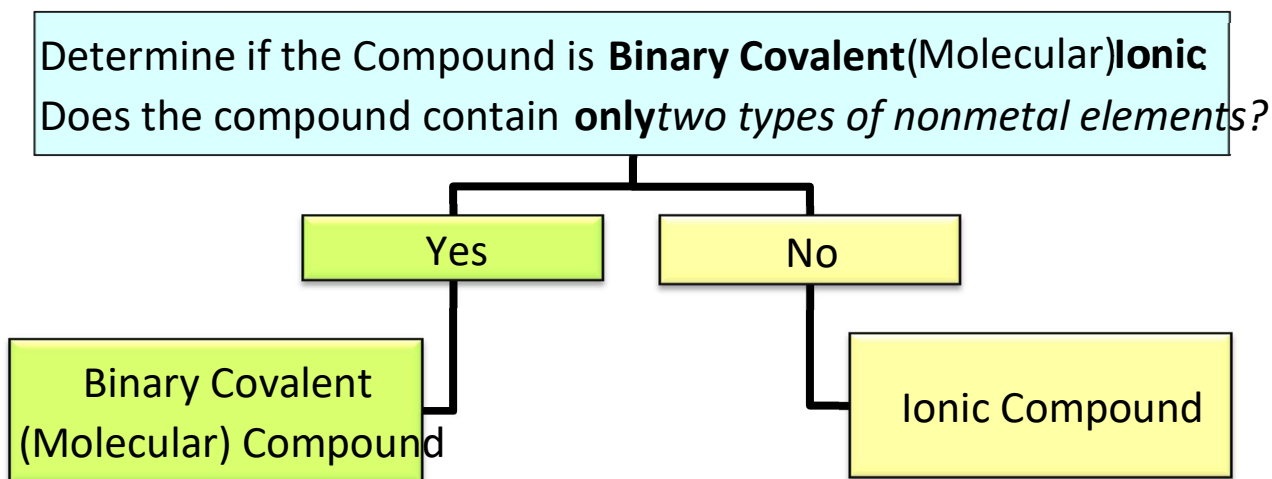 Determine if the Compound is Binary Covalent(Molecular)Ionic.
Does the compound contain onlytwo types of nonmetal elements?
Yes
No
Binary Covalent
(Molecular) Compound
Ionic Compound